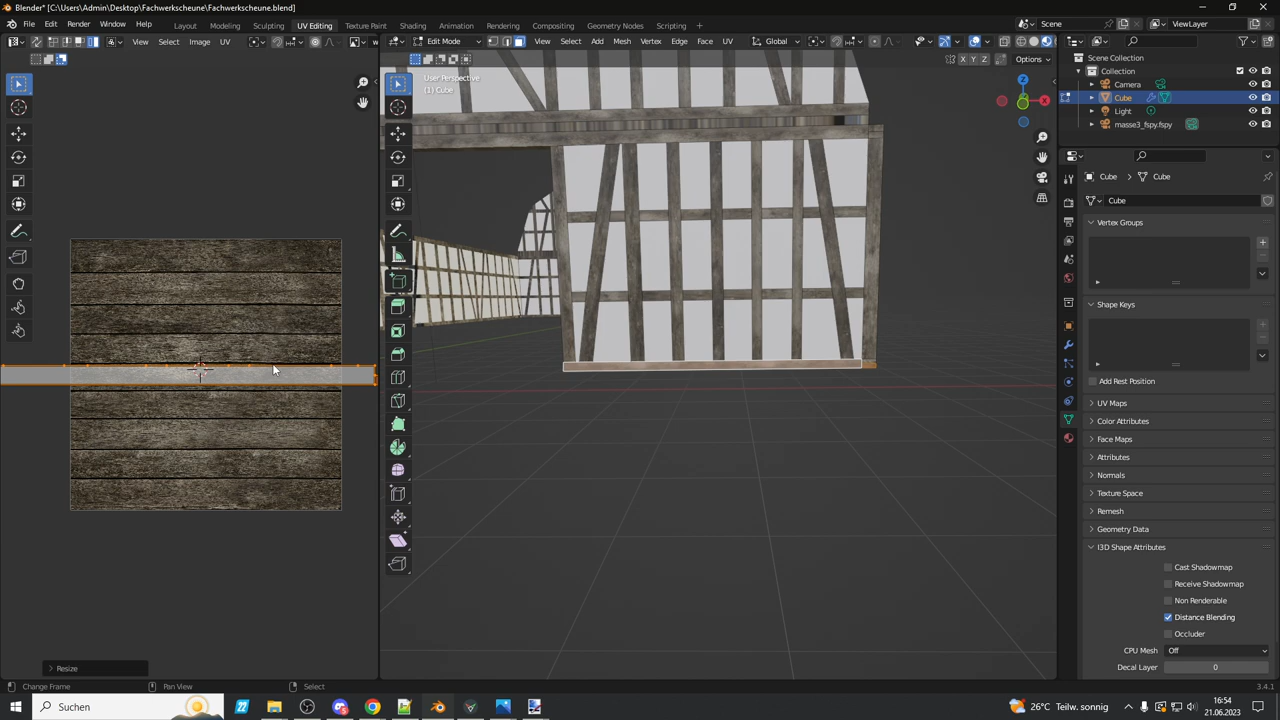 Blender* [C:\Users\Admin\Desktop\Fachwerkscheune\Fachwerkscheune.blend]
File Edit Render Window Help Layout Modeling Sculpting UV Editing Texture Paint Shading Animation Rendering Compositing Geometry Nodes Scripting + Scene ViewLayer
View Select Image UV Edit Mode View Select Add Mesh Vertex Edge Face UV Global
X Y Z Options
User Perspective
(1) Cube
Z
X
Scene Collection
Collection
Camera
Cube
Light
masse3_fspy.fspy
Cube Cube
Cube
Vertex Groups
Shape Keys
Add Rest Position
UV Maps
Color Attributes
Face Maps
Attributes
Normals
Texture Space
Remesh
Geometry Data
I3D Shape Attributes
Cast Shadowmap
Receive Shadowmap
Non Renderable
Distance Blending
Occluder
CPU Mesh Off
Decal Layer 0
Resize
Change Frame Pan View Select 3.4.1
Suchen 26°C Teilw. sonnig 16:54
21.06.2023